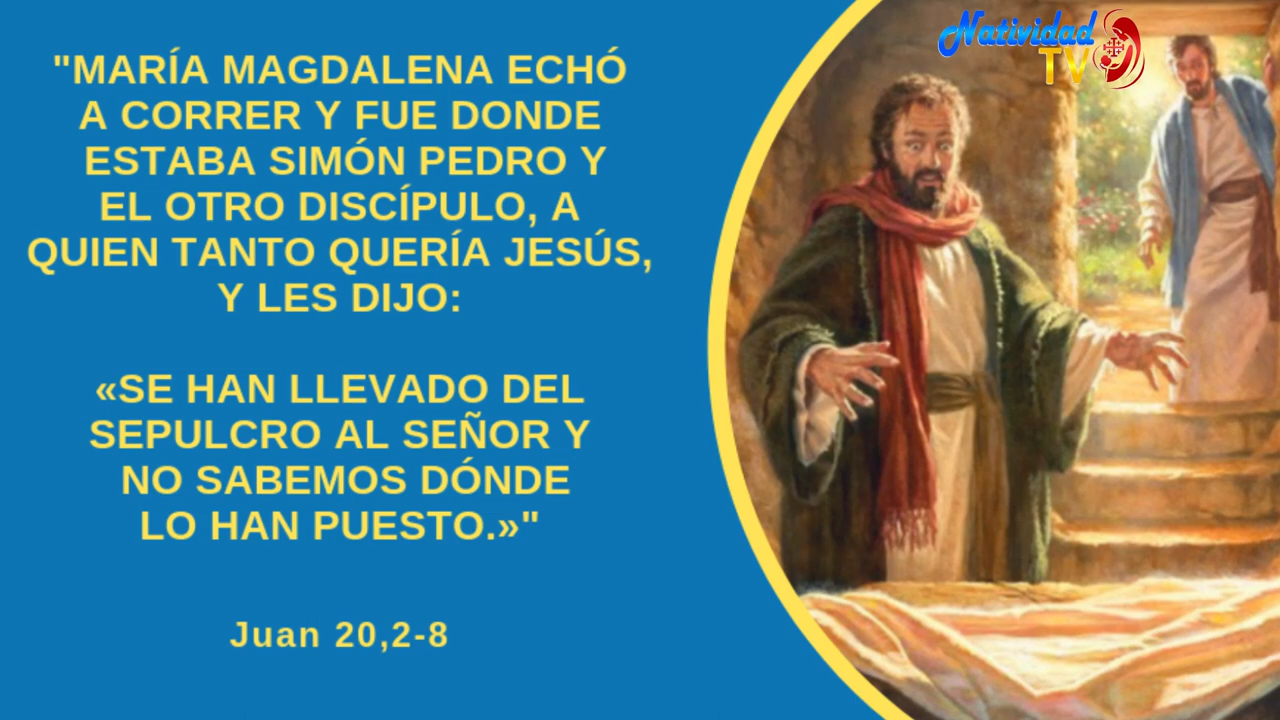 Natividad
TV
"MARÍA MAGDALENA ECHÓ
A CORRER Y FUE DONDE
ESTABA SIMÓN PEDRO Y
EL OTRO DISCÍPULO, A
QUIEN TANTO QUERÍA JESÚS,
Y LES DIJO:
«SE HAN LLEVADO DEL
SEPULCRO AL SEÑOR Y
NO SABEMOS DÓNDE
LO HAN PUESTO.»"
Juan 20,2-8